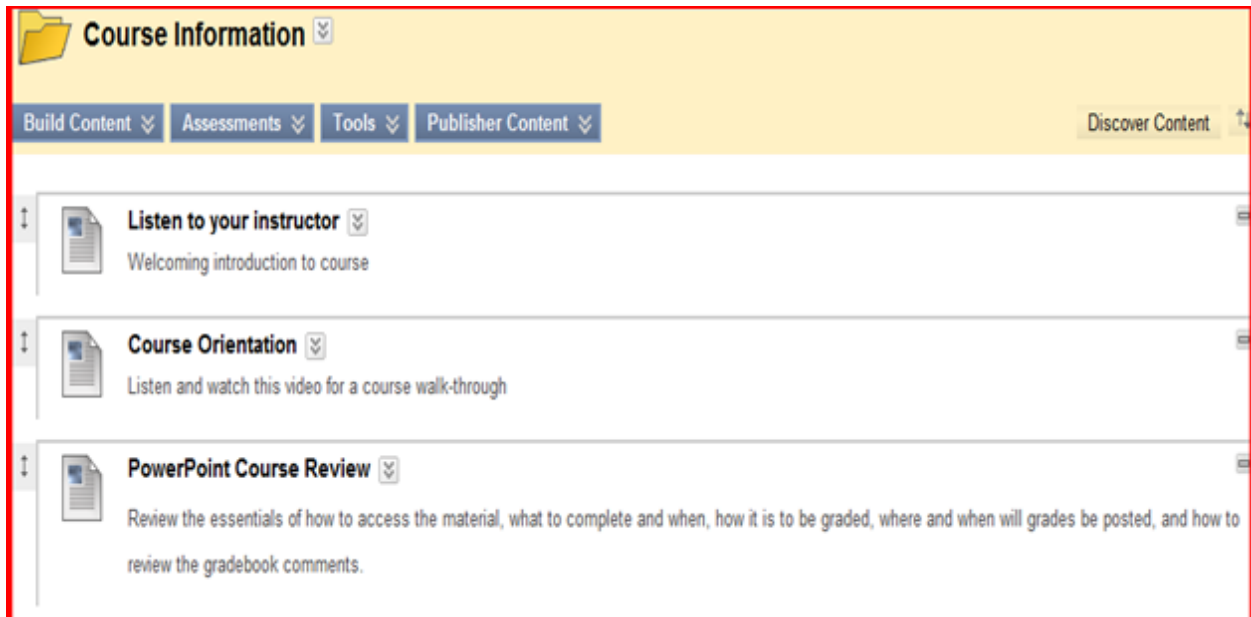 Course Information
Build Content Assessments Tools Publisher Content Discover Content
Listen to your instructor
Welcoming introduction to course
Course Orientation
Listen and watch this video for a course walk-through
PowerPoint Course Review
Review the essentials of how to access the material, what to complete and when, how it is to be graded, where and when will grades be posted, and how to
review the gradebook comments.